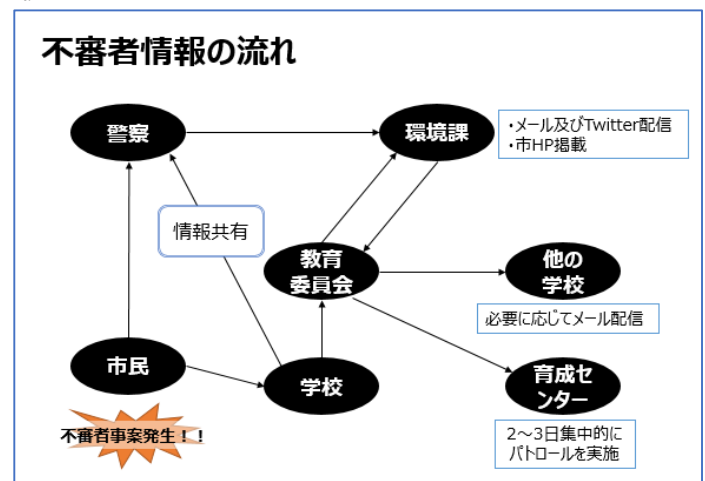 不審者情報の流れ
警察
環境課
・メール及びTwitter配信
・市HP掲載
情報共有
教育
委員会
他の
学校
必要に応じてメール配信
市民
学校
育成セ
ンター
不審者事案発生！！
2～3日集中的に
パトロールを実施